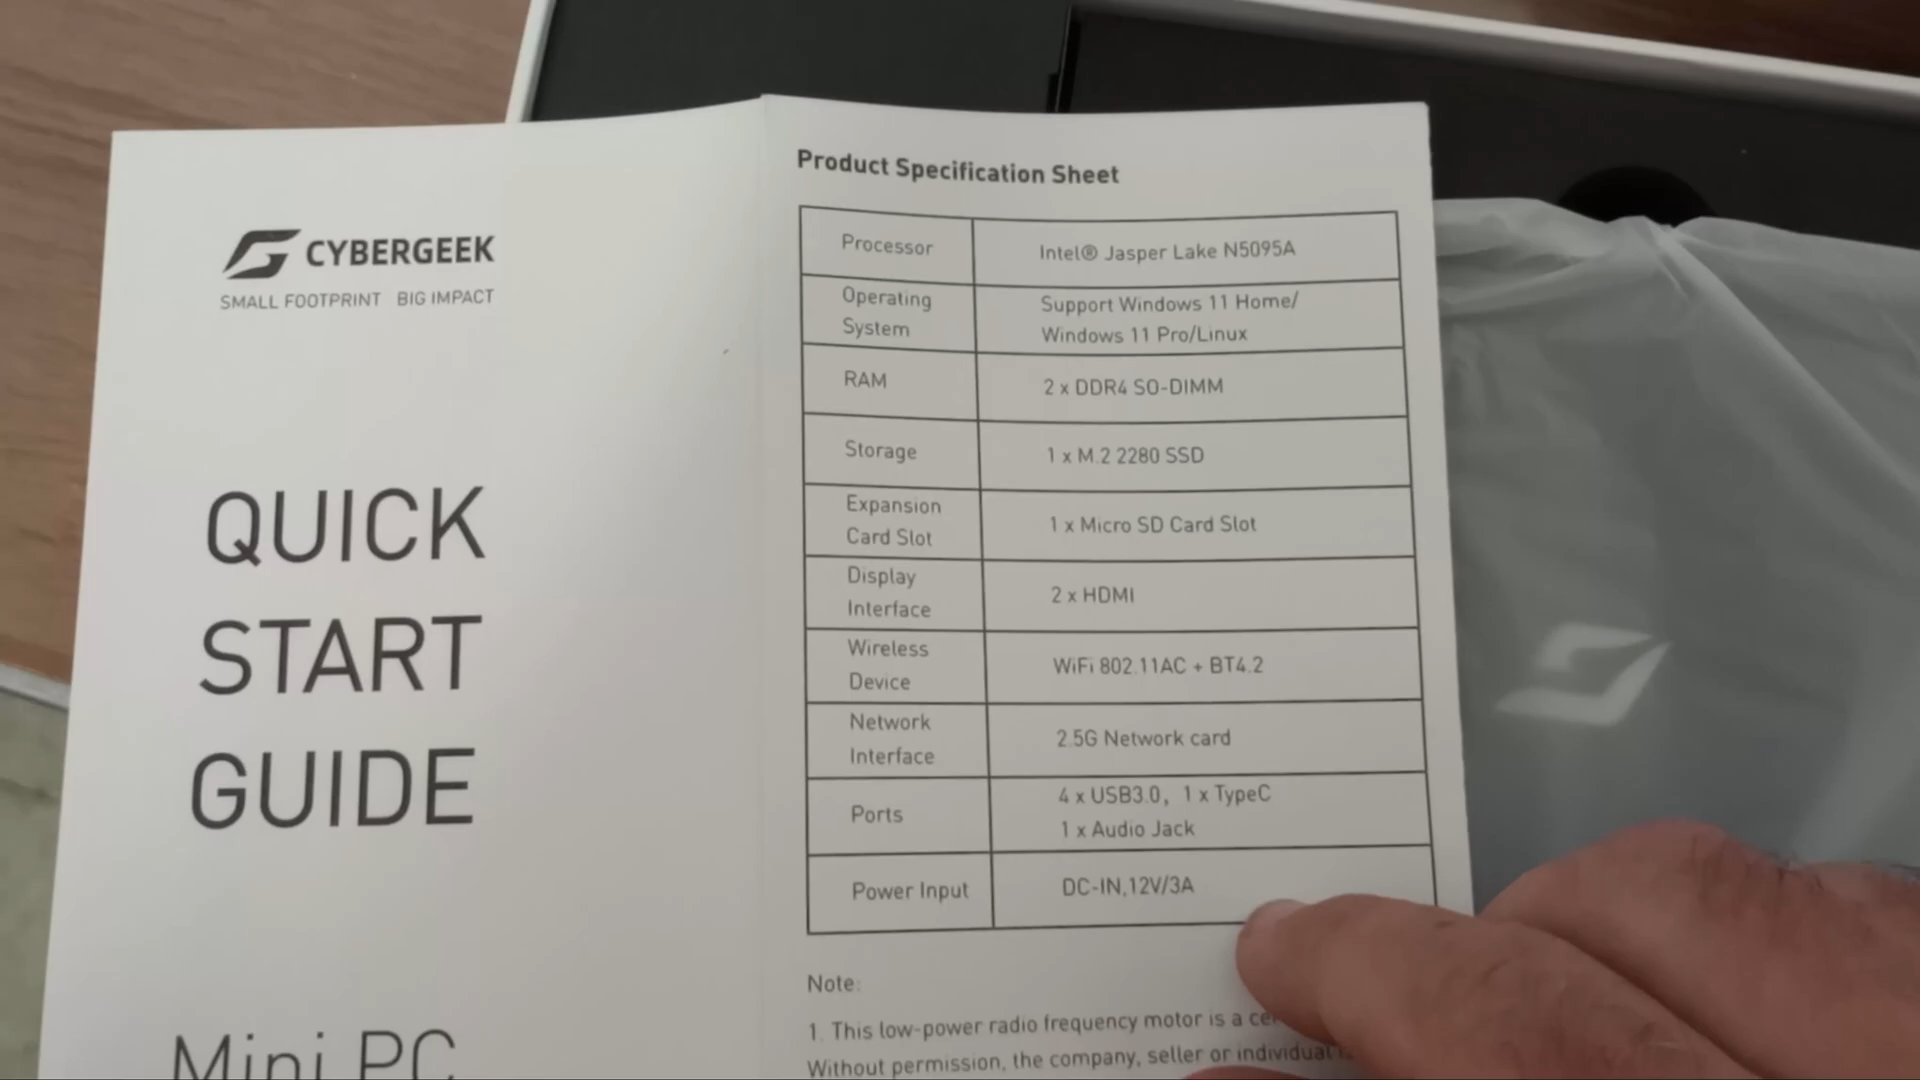 CYBERGEEK
SMALL FOOTPRINT BIG IMPACT
QUICK
START
GUIDE
Mini PC
Product Specification Sheet
Processor
Intel® Jasper Lake N5095A
Operating
System
Support Windows 11 Home/
Windows 11 Pro/Linux
RAM
2 x DDR4 SO-DIMM
Storage
1 x M.2 2280 SSD
Expansion
Card Slot
1 x Micro SD Card Slot
Display
Interface
2 x HDMI
Wireless
Device
WiFi 802.11AC + BT4.2
Network
Interface
2.5G Network card
Ports
4 x USB3.0, 1 x TypeC
1 x Audio Jack
Power Input
DC-IN,12V/3A
Note:
1. This low-power radio frequency motor is a
Without permission, the company, seller or individual